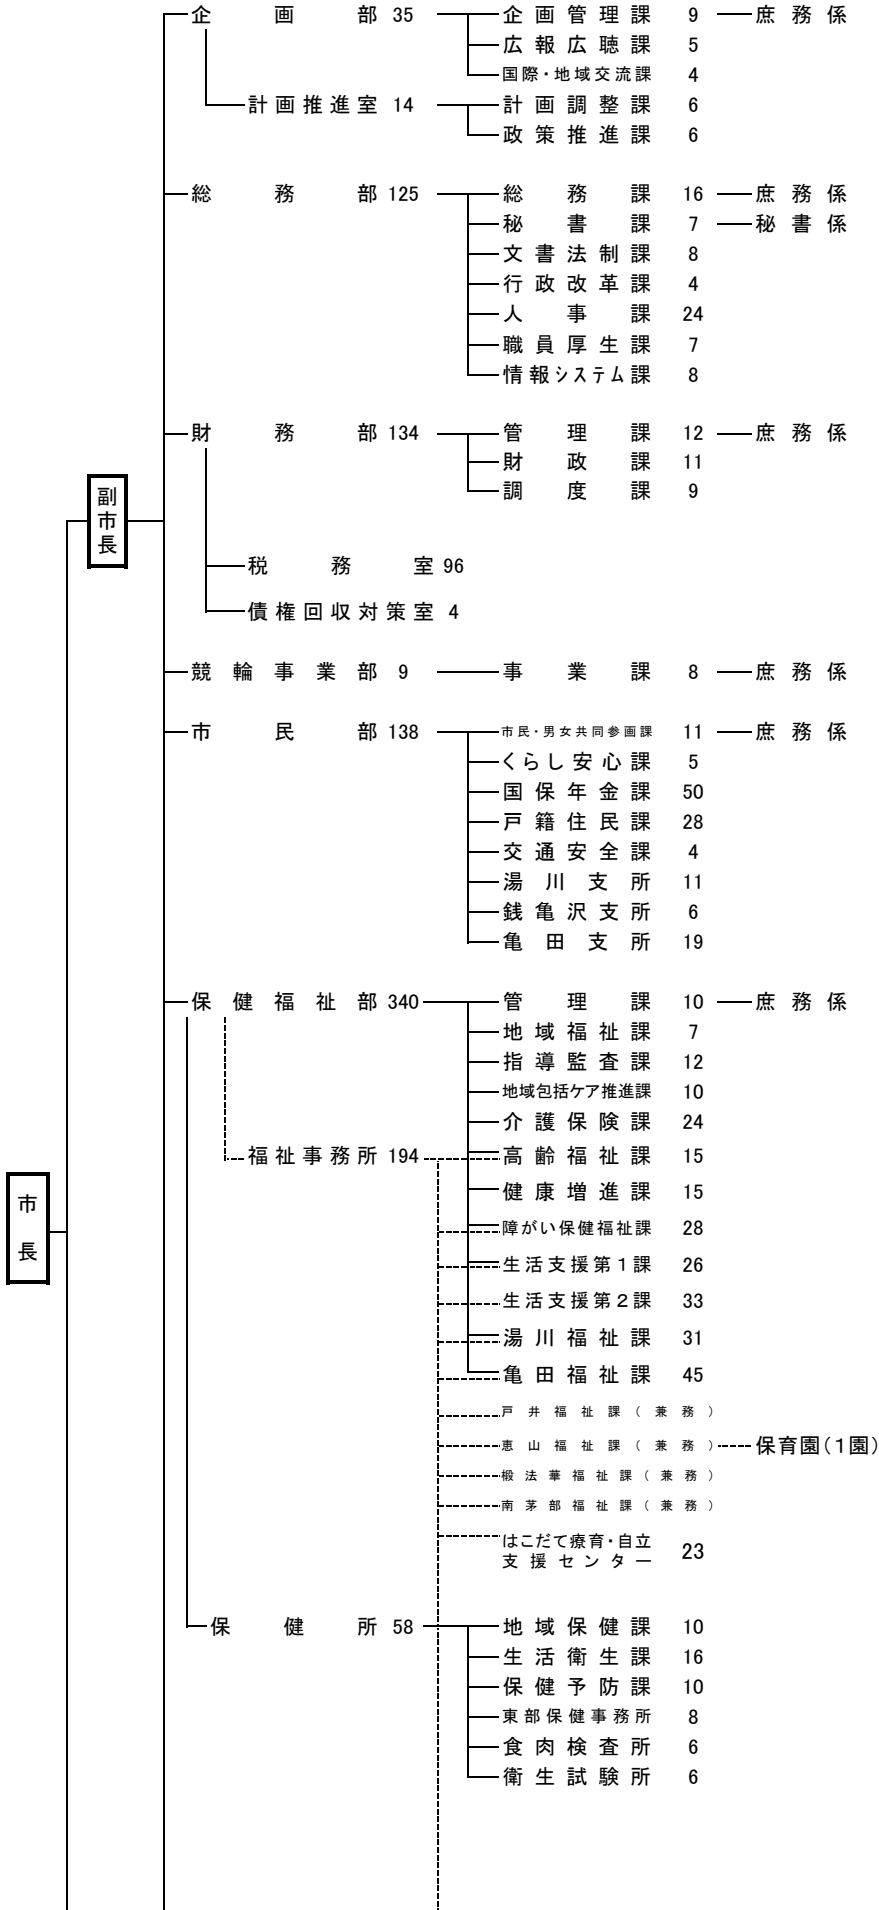 企画部 35 企画管理課 9 庶務係
広報広聴課 5
国際・地域交流課 4
計画推進室 14 計画調整課 6
政策推進課 6
総務部 125 総務課 16 庶務係
秘書課 7 秘書係
文書法制課 8
行政改革課 4
人事課 24
職員厚生課 7
情報システム課 8
財務部 134 管理課 12 庶務係
財政課 11
調度課 9
副市長
税務室 96
債権回収対策室 4
競輪事業部 9 事業課 8 庶務係
市民部 138 市民・男女共同参画課 11 庶務係
くらし安心課 5
国保年金課 50
戸籍住民課 28
交通安全課 4
湯川支所 11
銭亀沢支所 6
亀田支所 19
保健福祉部 340 管理課 10 庶務係
地域福祉課 7
指導監査課 12
地域包括ケア推進課 10
介護保険課 24
福祉事務所 194 高齢福祉課 15
健康増進課 15
市長
障がい保健福祉課 28
生活支援第1課 26
生活支援第2課 33
湯川福祉課 31
亀田福祉課 45
戸井福祉課(兼務)
恵山福祉課(兼務) 保育園(1園)
椴法華福祉課(兼務)
南茅部福祉課(兼務)
はこだて療育・自立
支援センター 23
保健所 58 地域保健課 10
生活衛生課 16
保健予防課 10
東部保健事務所 8
食肉検査所 6
衛生試験所 6